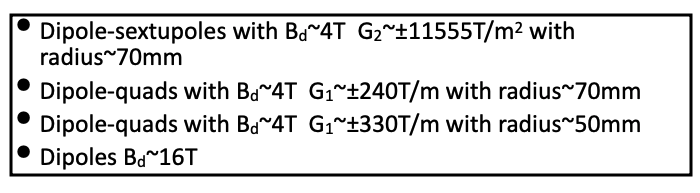 • Dipole-sextupoles with Bd~4T G2~±11555T/m² with
radius~70mm
• Dipole-quads with Bd~4T G1~±240T/m with radius~70mm
• Dipole-quads with Bd~4T G1~±330T/m with radius~50mm
• Dipoles Bd~16T